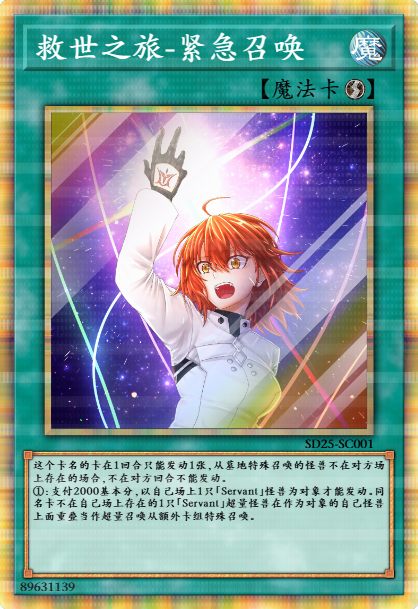 救世之旅-紧急召唤
魔
【魔法卡】
SD25-SC001
这个卡名的卡在1回合只能发动1张,从墓地特殊召唤的怪兽不在对方场
上存在的场合,不在对方回合不能发动。
①:支付2000基本分,以自己场上1只「Servant」怪兽为对象才能发动。同
名卡不在自己场上存在的1只「Servant」超量怪兽在作为对象的自己怪兽
上面重叠当作超量召唤从额外卡组特殊召唤。
89631139